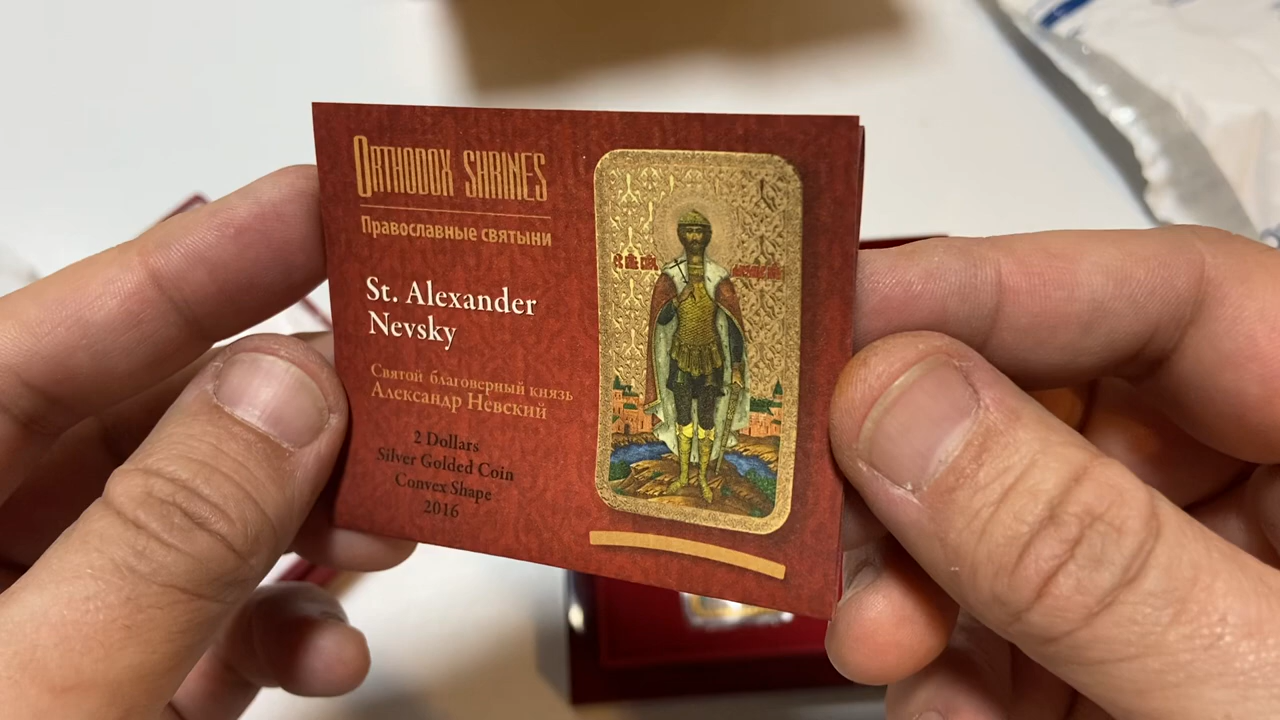 ORTHODOX SHRINES
Православные святыни
St. Alexander
Nevsky
Святой благоверный князь
Александр Невский
2 Dollars
Silver Golded Coin
Convex Shape
2016